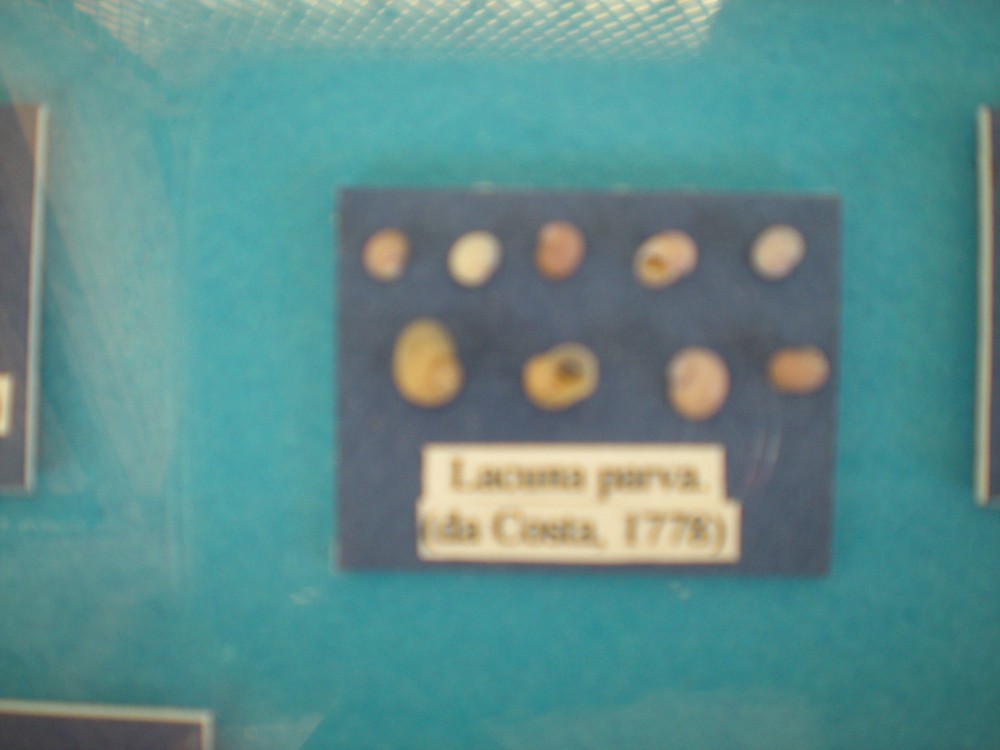 Lacuna parva.
(da Costa, 1778)